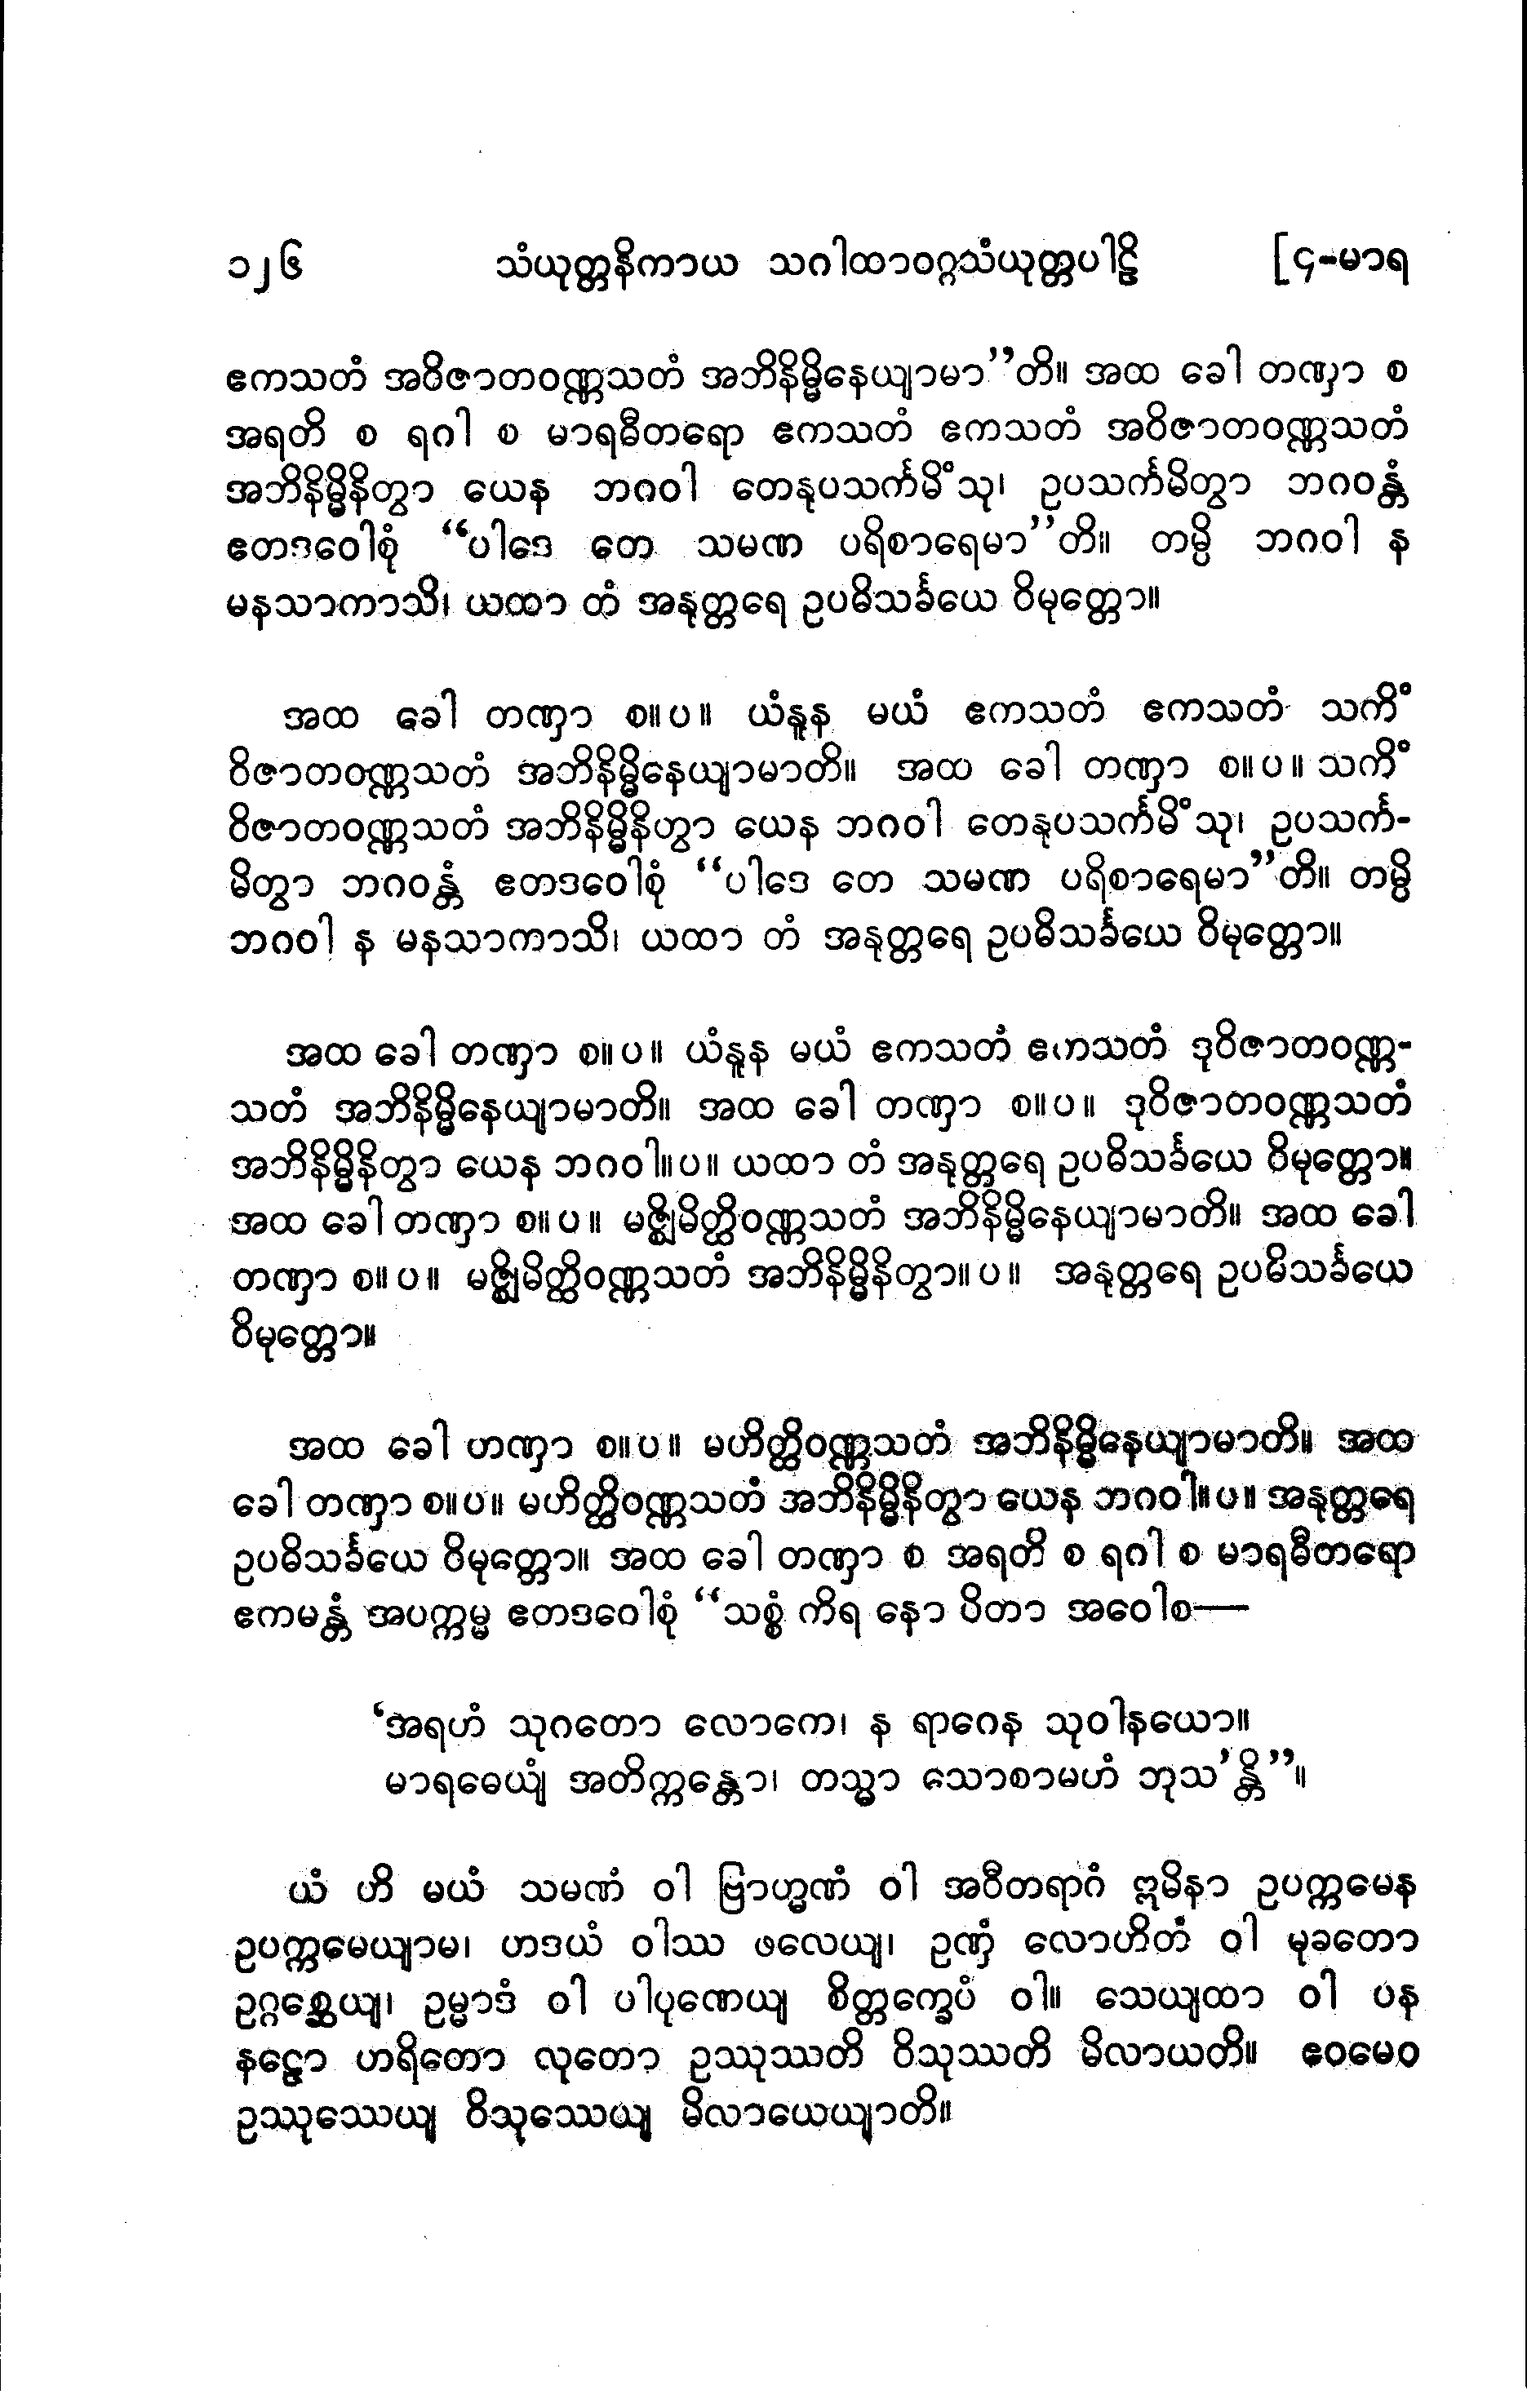 ၁၂၆ သံယုတ္တနိကာယ သဂါထာဝဂ္ဂသံယုတ္တပါဠိ [၄-မာရ
ဧကသတံ အဝိဇာတဝဏ္ဏသတံ အဘိနိမ္မိနေယျာမာ”တိ။ အထ ခေါ တဏှာ စ
အရတိ စ ရဂါ စ မာရဓီတရော ဧကသတံ ဧကသတံ အဝိဇာတဝဏ္ဏသတံ
အဘိနိမ္မိနိတွာ ယေန ဘဂဝါ တေနုပသင်္ကမိံသု၊ ဥပသင်္ကမိတွာ ဘဂဝန္တံ
ဧတဒဝေါစုံ “ပါဒေ တေ သမဏ ပရိစာရေမာ”တိ။ တမ္ပိ ဘဂဝါ န
မနသာကာသိ၊ ယထာ တံ အနုတ္တရေ ဥပဓိသင်္ခယေ ဝိမုတ္တော။
အထ ခေါ တဏှာ စ။ပ။ ယံနူန မယံ ဧကသတံ ဧကသတံ သကိံ
ဝိဇာတဝဏ္ဏသတံ အဘိနိမ္မိနေယျာမာတိ။ အထ ခေါ တဏှာ စ။ပ။ သကိံ
ဝိဇာတဝဏ္ဏသတံ အဘိနိမ္မိနိတွာ ယေန ဘဂဝါ တေနုပသင်္ကမိံသု၊ ဥပသင်္က-
မိတွာ ဘဂဝန္တံ ဧတဒဝေါစုံ “ပါဒေ တေ သမဏ ပရိစာရေမာ”တိ။ တမ္ပိ
ဘဂဝါ န မနသာကာသိ၊ ယထာ တံ အနုတ္တရေ ဥပဓိသင်္ခယေ ဝိမုတ္တော။
အထ ခေါ တဏှာ စ။ပ။ ယံနူန မယံ ဧကသတံ ဧကသတံ ဒုဝိဇာတဝဏ္ဏ-
သတံ အဘိနိမ္မိနေယျာမာတိ။ အထ ခေါ တဏှာ စ။ပ။ ဒုဝိဇာတဝဏ္ဏသတံ
အဘိနိမ္မိနိတွာ ယေန ဘဂဝါ။ပ။ ယထာ တံ အနုတ္တရေ ဥပဓိသင်္ခယေ ဝိမုတ္တော။
အထ ခေါ တဏှာ စ။ပ။ မဇ္ဈိမိတ္ထိဝဏ္ဏသတံ အဘိနိမ္မိနေယျာမာတိ။ အထ ခေါ
တဏှာ စ။ပ။ မဇ္ဈိမိတ္ထိဝဏ္ဏသတံ အဘိနိမ္မိနိတွာ။ပ။ အနုတ္တရေ ဥပဓိသင်္ခယေ
ဝိမုတ္တော။
အထ ခေါ တဏှာ စ။ပ။ မဟိတ္ထိဝဏ္ဏသတံ အဘိနိမ္မိနေယျာမာတိ။ အထ
ခေါ တဏှာ စ။ပ။ မဟိတ္ထိဝဏ္ဏသတံ အဘိနိမ္မိနိတွာ ယေန ဘဂဝါ။ပ။ အနုတ္တရေ
ဥပဓိသင်္ခယေ ဝိမုတ္တော။ အထ ခေါ တဏှာ စ အရတိ စ ရဂါ စ မာရဓီတရော
ဧကမန္တံ အပက္ကမ္မ ဧတဒဝေါစုံ “သစ္စံ ကိရ နော ပိတာ အဝေါစ—
‘အရဟံ သုဂတော လောကေ၊ န ရာဂေန သုဝါနယော။
မာရဓေယျံ အတိက္ကန္တော၊ တသ္မာ သောစာမဟံ ဘုသ’န္တိ”။
ယံ ဟိ မယံ သမဏံ ဝါ ဗြာဟ္မဏံ ဝါ အဝီတရာဂံ ဣမိနာ ဥပက္ကမေန
ဥပက္ကမေယျာမ၊ ဟဒယံ ဝါဿ ဖလေယျ၊ ဥဏှံ လောဟိတံ ဝါ မုခတော
ဥဂ္ဂစ္ဆေယျ၊ ဥမ္မာဒံ ဝါ ပါပုဏေယျ စိတ္တက္ခေပံ ဝါ။ သေယျထာ ဝါ ပန
နဠော ဟရိတော လုတော ဥဿုဿတိ ဝိသုဿတိ မိလာယတိ။ ဧဝမေဝ
ဥဿုဿေယျ ဝိသုဿေယျ မိလာယေယျာတိ။